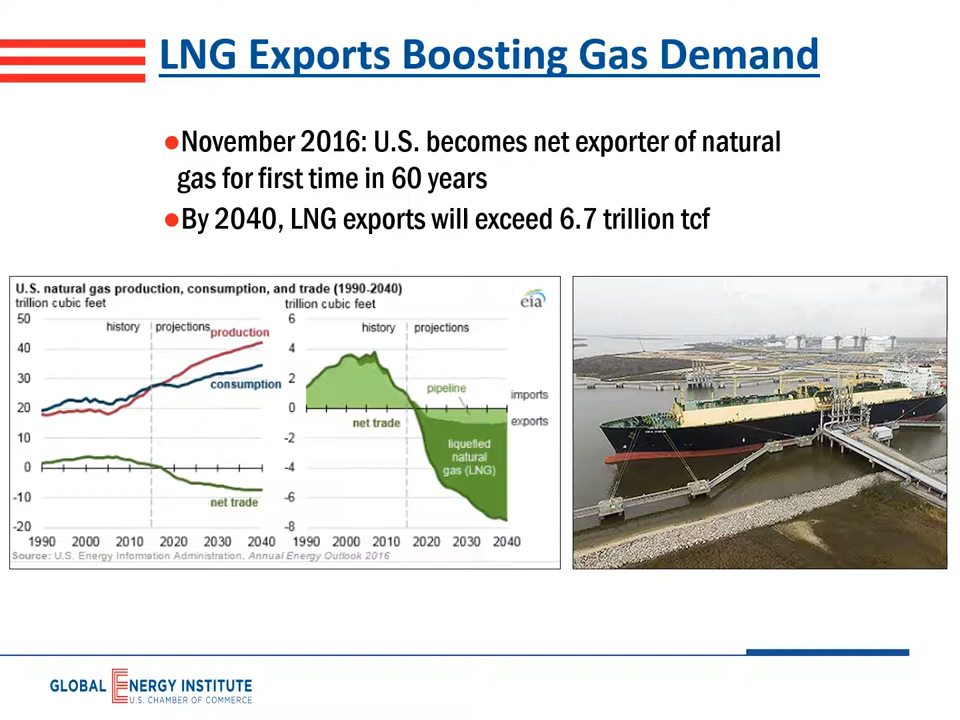 LNG Exports Boosting Gas Demand
●November 2016: U.S. becomes net exporter of natural
gas for first time in 60 years
●By 2040, LNG exports will exceed 6.7 trillion tcf
U.S. natural gas production, consumption, and trade (1990-2040)
trillion cubic feet
50
40
30
20
10
0
-10
-20
history
projections
production
consumption
net trade
1990 2000 2010 2020 2030 2040
trillion cubic feet
eia
6
4
2
0
-2
-4
-6
-8
history
projections
pipeline
imports
exports
net trade
liquefied
natural
gas (LNG)
1990 2000 2010 2020 2030 2040
Source: U.S. Energy Information Administration, Annual Energy Outlook 2016
GLOBAL ENERGY INSTITUTE
U.S. CHAMBER OF COMMERCE